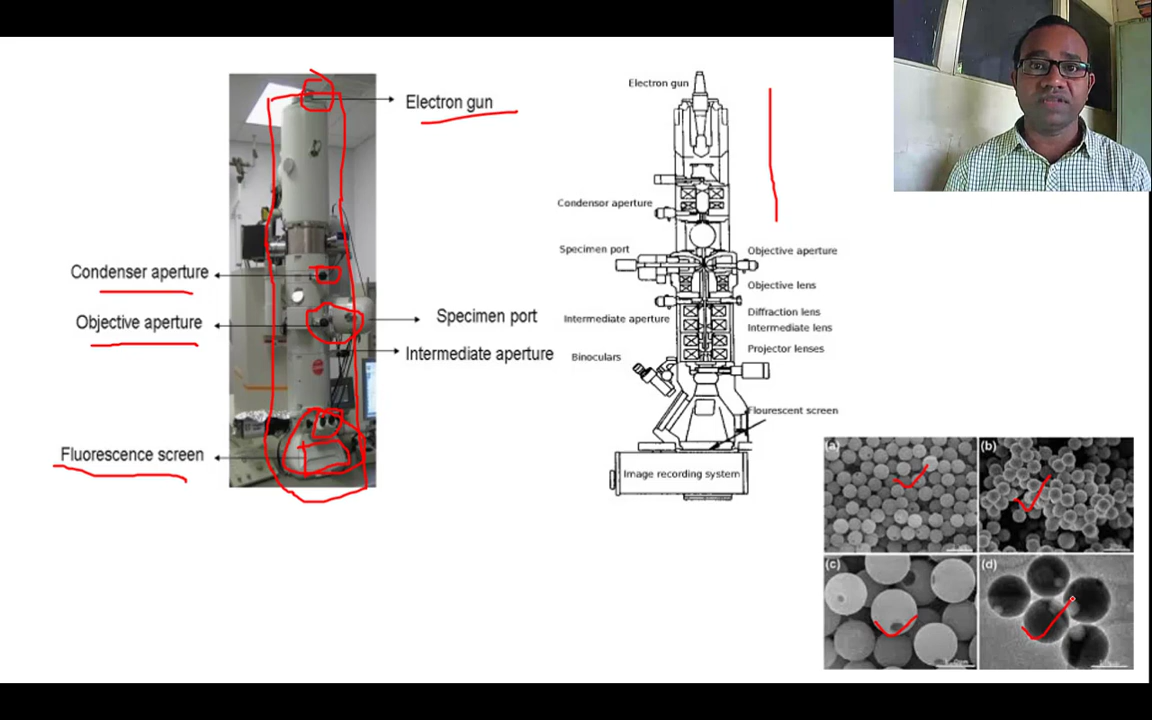 Electron gun
Condenser aperture
Objective aperture
Specimen port
Intermediate aperture
Fluorescence screen
Electron gun
Condensor aperture
Specimen port
Objective aperture
Objective lens
Intermediate aperture
Diffraction lens
Intermediate lens
Projector lenses
Binoculars
Flourescent screen
Image recording system
(a)
(b)
(c)
(d)